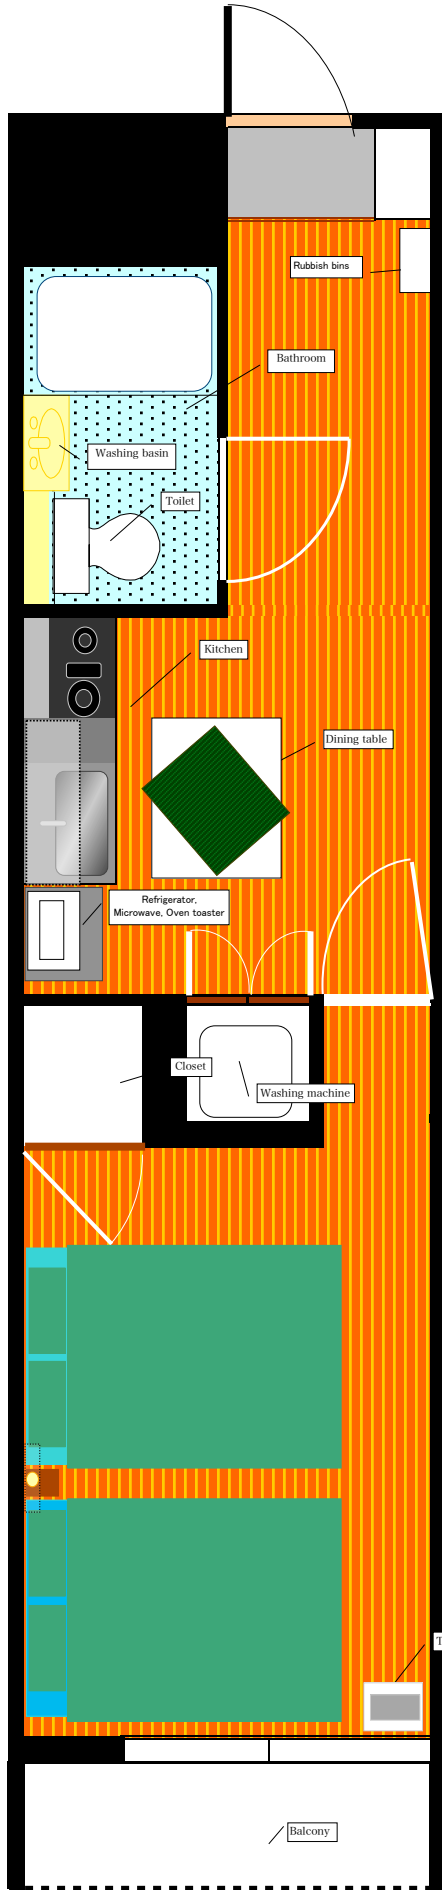 Rubbish bins
Bathroom
Washing basin
Toilet
Kitchen
Dining table
Refrigerator,
Microwave, Oven toaster
Closet
Washing machine
T
Balcony